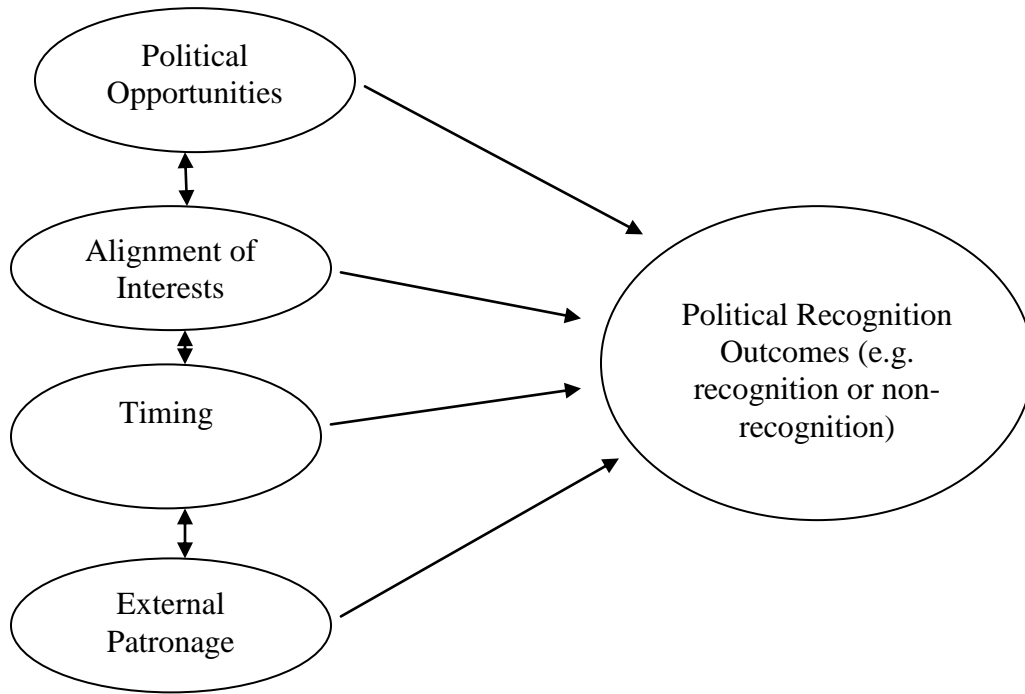 Political
Opportunities
Alignment of
Interests
Timing
External
Patronage
Political Recognition
Outcomes (e.g.
recognition or non-
recognition)